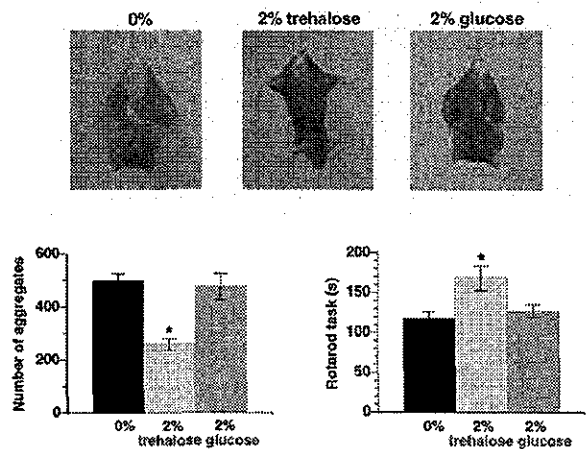 0% 2% trehalose 2% glucose
Number of aggregates
600
400
200
0
*
0% 2% 2%
trehalose glucose
Rotarod task (s)
200
150
100
50
0
*
0% 2% 2%
trehalose glucose